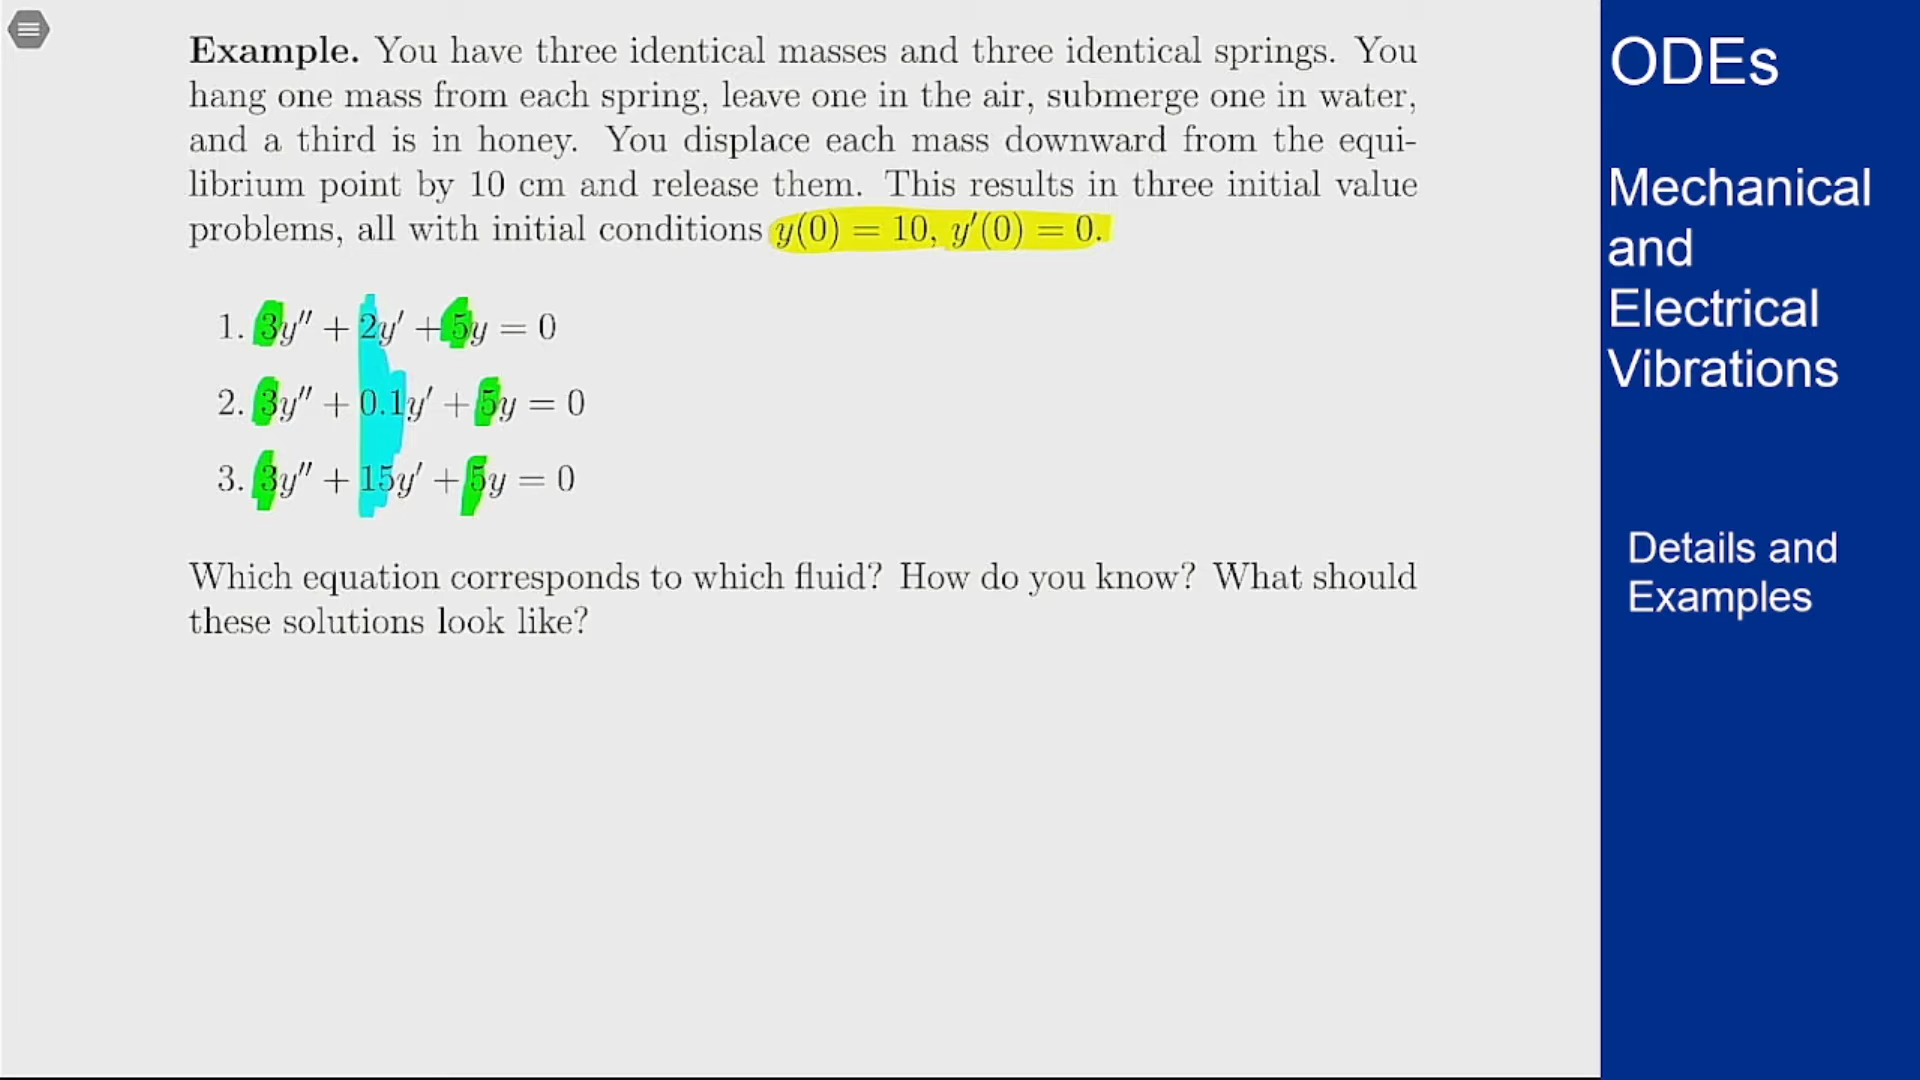 Example. You have three identical masses and three identical springs. You
hang one mass from each spring, leave one in the air, submerge one in water,
and a third is in honey. You displace each mass downward from the equi-
librium point by 10 cm and release them. This results in three initial value
problems, all with initial conditions y(0) = 10, y′(0) = 0.
1. 3y″ + 2y′ + 5y = 0
2. 3y″ + 0.1y′ + 5y = 0
3. 3y″ + 15y′ + 5y = 0
Which equation corresponds to which fluid? How do you know? What should
these solutions look like?
ODEs
Mechanical
and
Electrical
Vibrations
Details and
Examples